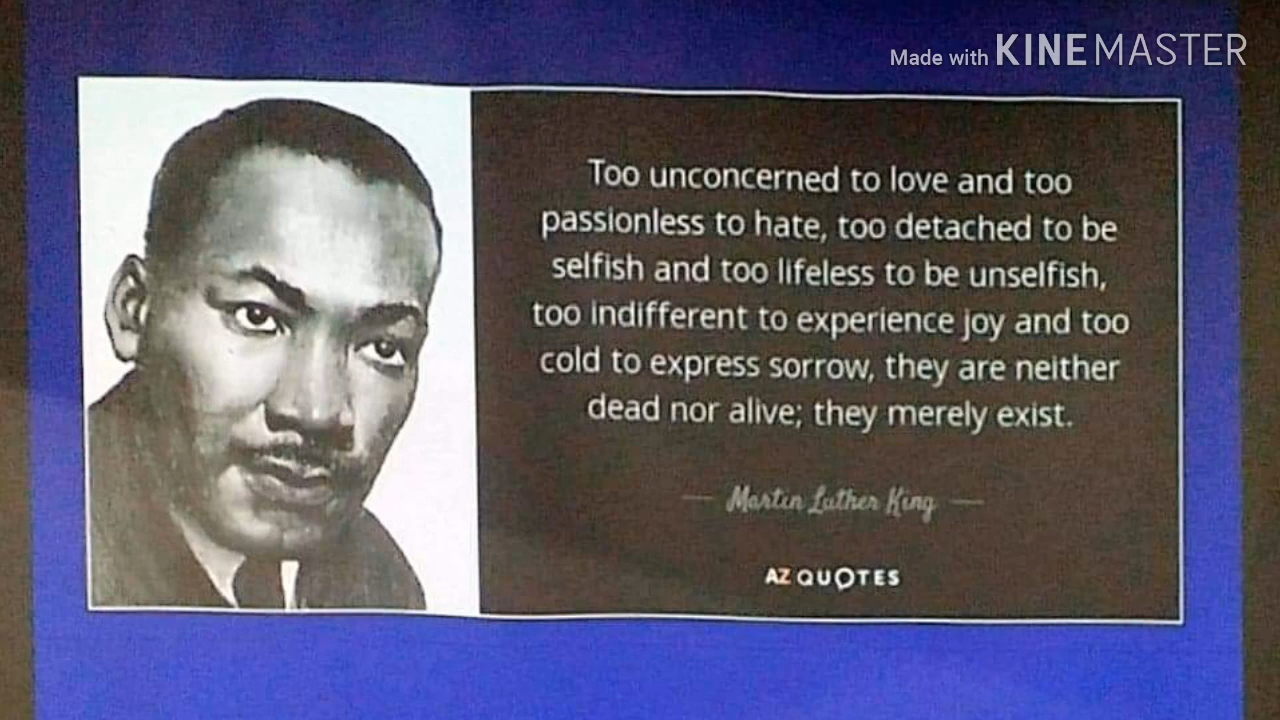 Made with KINEMASTER
Too unconcerned to love and too
passionless to hate, too detached to be
selfish and too lifeless to be unselfish,
too indifferent to experience joy and too
cold to express sorrow, they are neither
dead nor alive; they merely exist.
Martin Luther King
AZ QUOTES